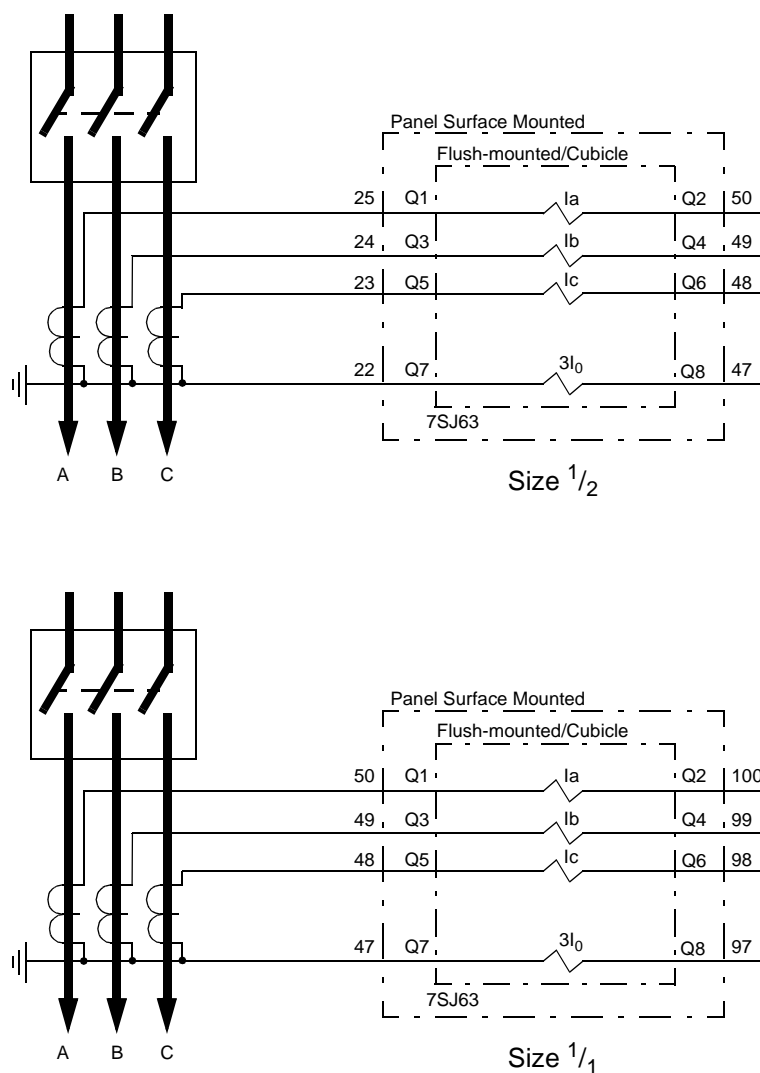 Panel Surface Mounted
Flush-mounted/Cubicle
25 Q1 Ia Q2 50
24 Q3 Ib Q4 49
23 Q5 Ic Q6 48
22 Q7 3I₀ Q8 47
7SJ63
A B C
Size ¹/₂
Panel Surface Mounted
Flush-mounted/Cubicle
50 Q1 Ia Q2 100
49 Q3 Ib Q4 99
48 Q5 Ic Q6 98
47 Q7 3I₀ Q8 97
7SJ63
A B C
Size ¹/₁